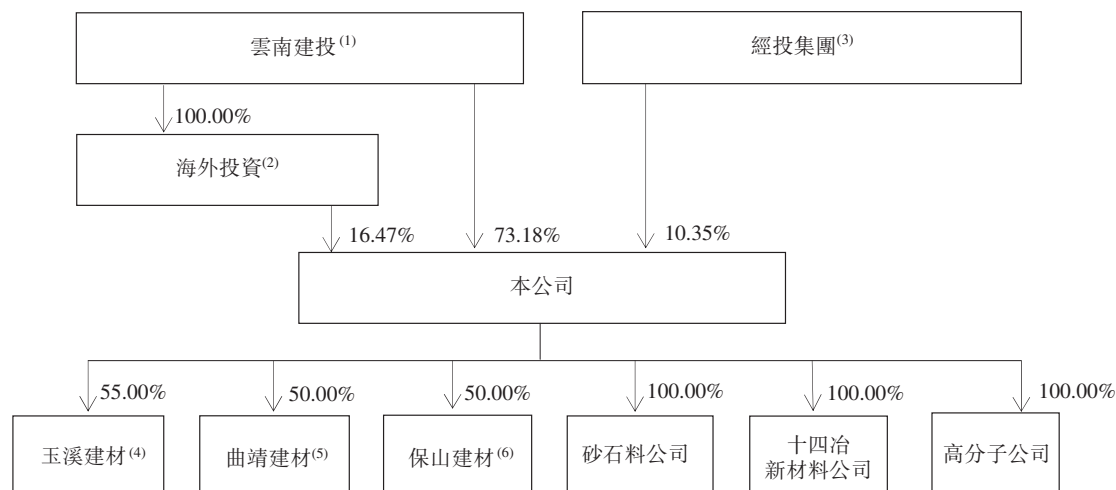 雲南建投(1)
經投集團(3)
100.00%
海外投資(2)
16.47%
73.18%
10.35%
本公司
55.00%
50.00%
50.00%
100.00%
100.00%
100.00%
玉溪建材(4)
曲靖建材(5)
保山建材(6)
砂石料公司
十四冶
新材料公司
高分子公司